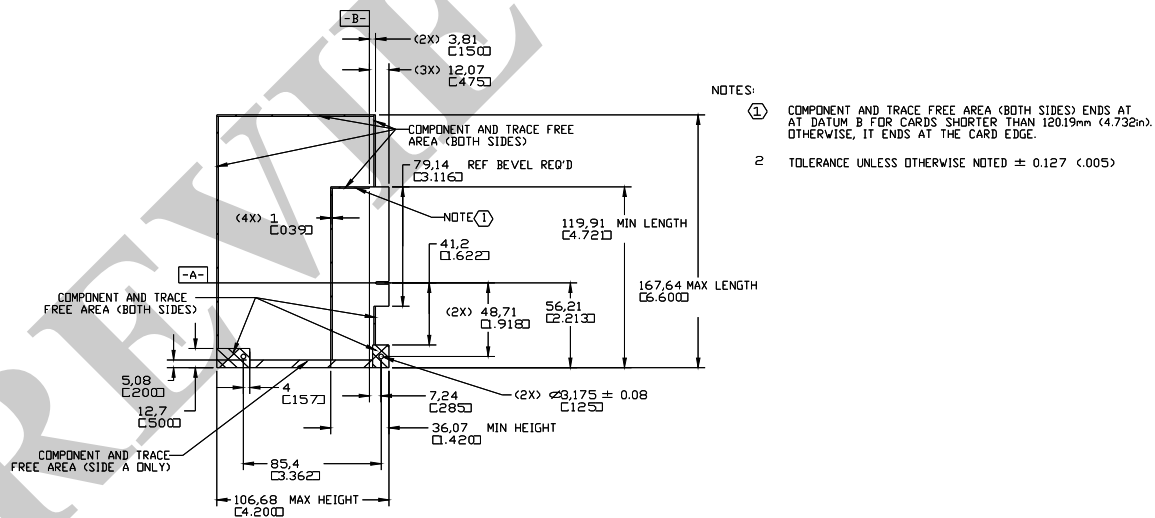 -B-
(2X) 3,81
[150]
(3X) 12,07
[475]
NOTES:
1 COMPONENT AND TRACE FREE AREA (BOTH SIDES) ENDS AT
AT DATUM B FOR CARDS SHORTER THAN 120.19mm (4.732in).
OTHERWISE, IT ENDS AT THE CARD EDGE.
2 TOLERANCE UNLESS OTHERWISE NOTED ± 0.127 (.005)
COMPONENT AND TRACE FREE
AREA (BOTH SIDES)
79,14 REF BEVEL REQ'D
[3.116]
(4X) 1
[039]
NOTE 1
119,91 MIN LENGTH
[4.721]
41,2
[1.622]
-A-
167,64 MAX LENGTH
[6.600]
COMPONENT AND TRACE
FREE AREA (BOTH SIDES)
(2X) 48,71
[1.918]
56,21
[2.213]
5,08
[200]
4
[157]
7,24
[285]
(2X) ⌀3,175 ± 0.08
[125]
12,7
[500]
36,07 MIN HEIGHT
[1.420]
COMPONENT AND TRACE
FREE AREA (SIDE A ONLY)
85,4
[3.362]
106,68 MAX HEIGHT
[4.200]
REVIE